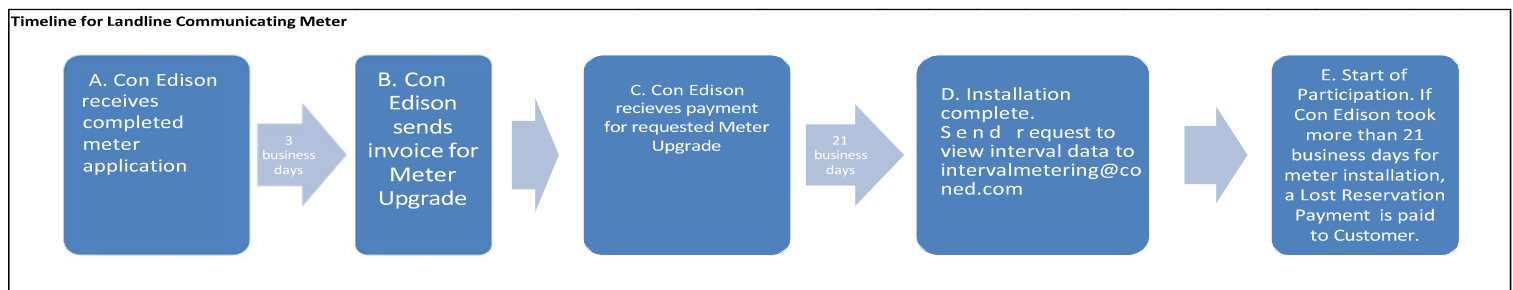 Timeline for Landline Communicating Meter
A. Con Edison
receives
completed
meter
application
3
business
days
B. Con
Edison
sends
invoice for
Meter
Upgrade
C. Con Edison
recieves payment
for requested Meter
Upgrade
21
business
days
D. Installation
complete.
S e n d r equest to
view interval data to
intervalmetering@co
ned.com
E. Start of
Participation. If
Con Edison took
more than 21
business days for
meter installation,
a Lost Reservation
Payment is paid
to Customer.